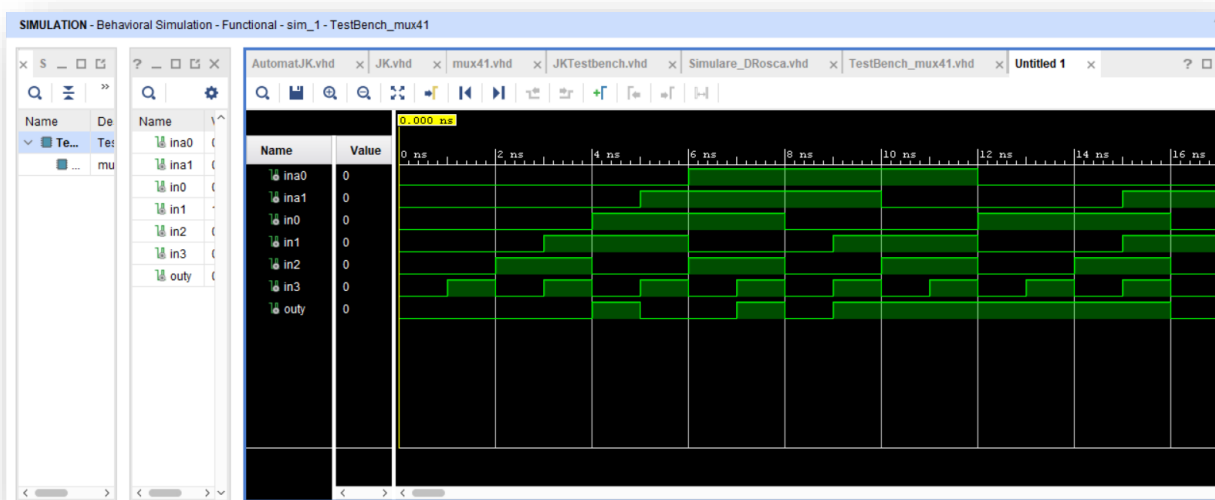 SIMULATION - Behavioral Simulation - Functional - sim_1 - TestBench_mux41
S
?
AutomatJK.vhd
JK.vhd
mux41.vhd
JKTestbench.vhd
Simulare_DRosca.vhd
TestBench_mux41.vhd
Untitled 1
?
Name De
Te... Tes
... mu
Name
ina0
ina1
in0
in1
in2
in3
outy
0.000 ns
Name Value
0 ns 2 ns 4 ns 6 ns 8 ns 10 ns 12 ns 14 ns 16 ns
ina0 0
ina1 0
in0 0
in1 0
in2 0
in3 0
outy 0